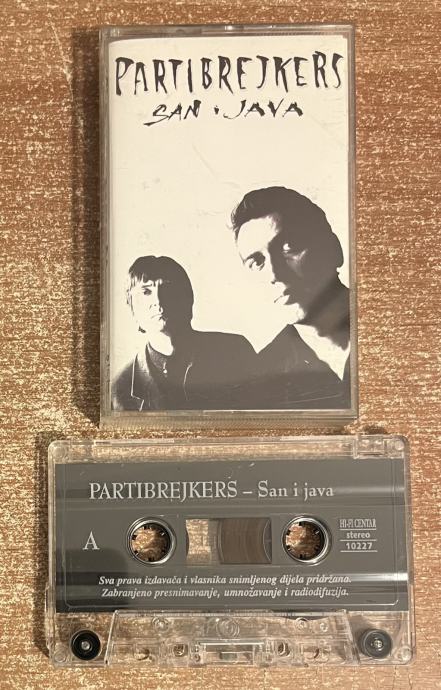 PARTIBREJKERS
SAN i JAVA
PARTIBREJKERS – San i java
A
HI-FI CENTAR
stereo
10227
Sva prava izdavača i vlasnika snimljenog dijela pridržana.
Zabranjeno presnimavanje, umnožavanje i radiodifuzija.